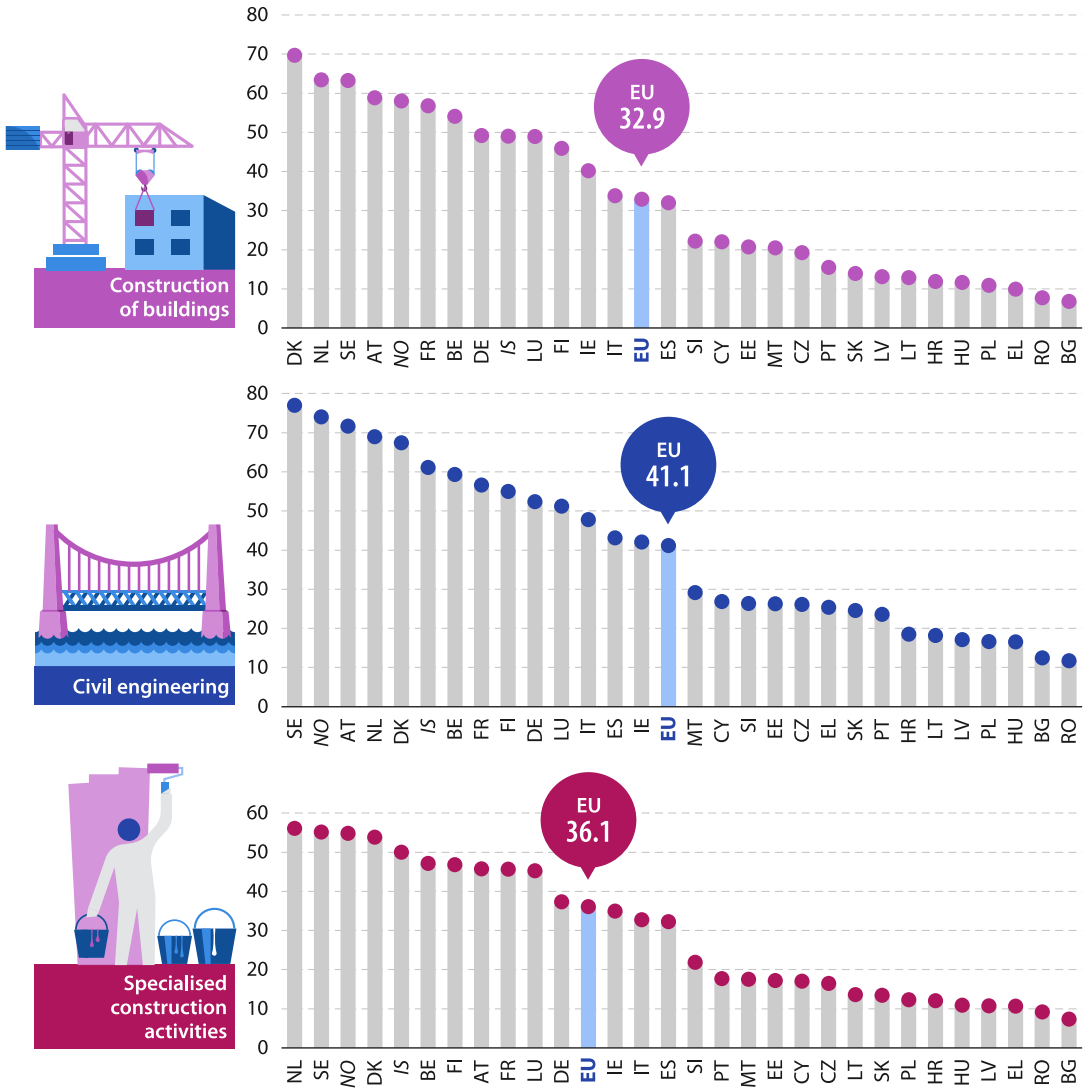 80
70
60
50
40
30
20
10
0
EU
32.9
Construction
of buildings
DK NL SE AT NO FR BE DE IS LU FI IE IT EU ES SI CY EE MT CZ PT SK LV LT HR HU PL EL RO BG
80
70
60
50
40
30
20
10
0
EU
41.1
Civil engineering
SE NO AT NL DK IS BE FR FI DE LU IT ES IE EU MT CY SI EE CZ EL SK PT HR LT LV PL HU BG RO
60
50
40
30
20
10
0
EU
36.1
Specialised
construction
activities
NL SE NO DK IS BE FI AT FR LU DE EU IE IT ES SI PT MT EE CY CZ LT SK PL HR HU LV EL RO BG